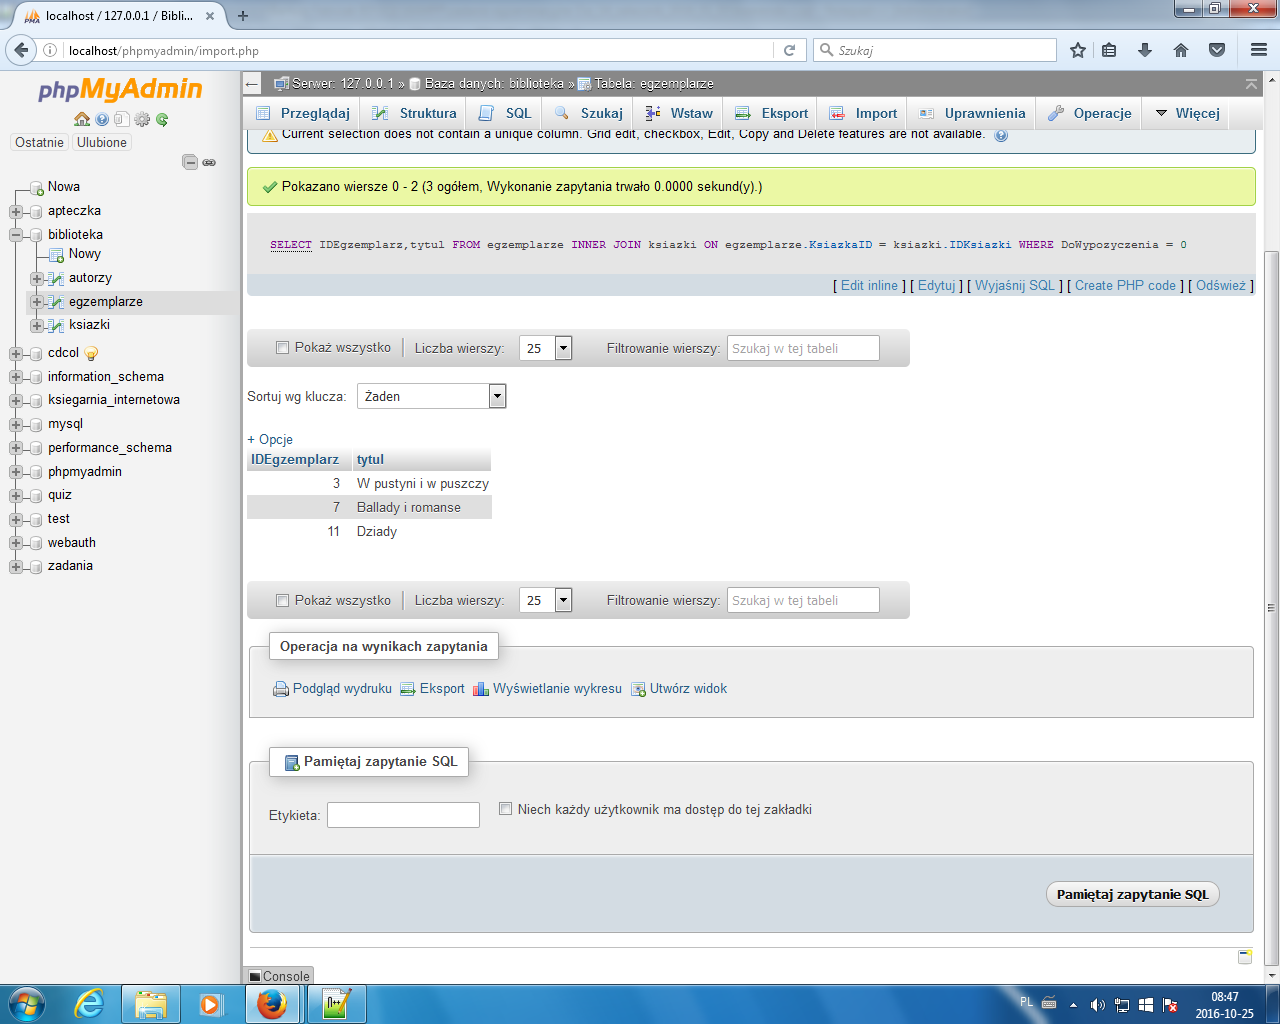 localhost / 127.0.0.1 / Bibli...
localhost/phpmyadmin/import.php
Szukaj
phpMyAdmin
Ostatnie Ulubione
Nowa
apteczka
biblioteka
Nowy
autorzy
egzemplarze
ksiazki
cdcol
information_schema
ksiegarnia_internetowa
mysql
performance_schema
phpmyadmin
quiz
test
webauth
zadania
Serwer: 127.0.0.1 » Baza danych: biblioteka » Tabela: egzemplarze
Przeglądaj Struktura SQL Szukaj Wstaw Eksport Import Uprawnienia Operacje Więcej
Current selection does not contain a unique column. Grid edit, checkbox, Edit, Copy and Delete features are not available.
Pokazano wiersze 0 - 2 (3 ogółem, Wykonanie zapytania trwało 0.0000 sekund(y).)
SELECT IDEgzemplarz,tytul FROM egzemplarze INNER JOIN ksiazki ON egzemplarze.KsiazkaID = ksiazki.IDKsiazki WHERE DoWypozyczenia = 0
[ Edit inline ] [ Edytuj ] [ Wyjaśnij SQL ] [ Create PHP code ] [ Odśwież ]
Pokaż wszystko Liczba wierszy: 25 Filtrowanie wierszy: Szukaj w tej tabeli
Sortuj wg klucza: Żaden
+ Opcje
IDEgzemplarz tytul
3 W pustyni i w puszczy
7 Ballady i romanse
11 Dziady
Pokaż wszystko Liczba wierszy: 25 Filtrowanie wierszy: Szukaj w tej tabeli
Operacja na wynikach zapytania
Podgląd wydruku Eksport Wyświetlanie wykresu Utwórz widok
Pamiętaj zapytanie SQL
Etykieta: Niech każdy użytkownik ma dostęp do tej zakładki
Pamiętaj zapytanie SQL
Console
PL 08:47
2016-10-25